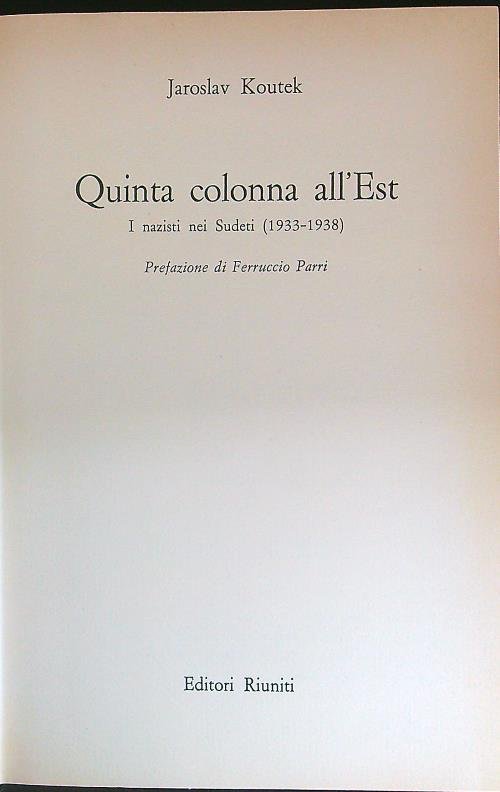 Jaroslav Koutek
Quinta colonna all'Est
I nazisti nei Sudeti (1933-1938)
Prefazione di Ferruccio Parri
Editori Riuniti